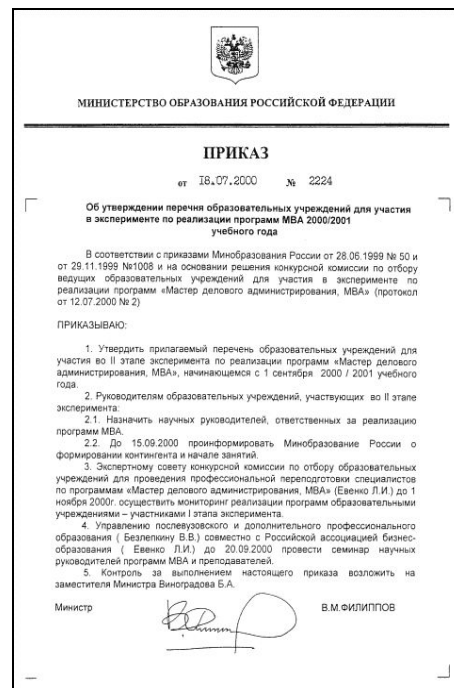 МИНИСТЕРСТВО ОБРАЗОВАНИЯ РОССИЙСКОЙ ФЕДЕРАЦИИ
ПРИКАЗ
от 18.07.2000 № 2224
Об утверждении перечня образовательных учреждений для участия
в эксперименте по реализации программ МВА 2000/2001
учебного года
В соответствии с приказами Минобразования России от 28.06.1999 № 50 и
от 29.11.1999 №1008 и на основании решения конкурсной комиссии по отбору
ведущих образовательных учреждений для участия в эксперименте по
реализации программ «Мастер делового администрирования, МВА» (протокол
от 12.07.2000 № 2)
ПРИКАЗЫВАЮ:
1. Утвердить прилагаемый перечень образовательных учреждений для
участия во II этапе эксперимента по реализации программ «Мастер делового
администрирования, МВА», начинающемся с 1 сентября 2000 / 2001 учебного
года.
2. Руководителям образовательных учреждений, участвующих во II этапе
эксперимента:
2.1. Назначить научных руководителей, ответственных за реализацию
программ МВА.
2.2. До 15.09.2000 проинформировать Минобразование России о
формировании контингента и начале занятий.
3. Экспертному совету конкурсной комиссии по отбору образовательных
учреждений для проведения профессиональной переподготовки специалистов
по программам «Мастер делового администрирования, МВА» (Евенко Л.И.) до 1
ноября 2000г. осуществить мониторинг реализации программ образовательными
учреждениями – участниками I этапа эксперимента.
4. Управлению послевузовского и дополнительного профессионального
образования ( Безлепкину В.В.) совместно с Российской ассоциацией бизнес-
образования ( Евенко Л.И.) до 20.09.2000 провести семинар научных
руководителей программ МВА и преподавателей.
5. Контроль за выполнением настоящего приказа возложить на
заместителя Министра Виноградова Б.А.
Министр В.М.ФИЛИППОВ